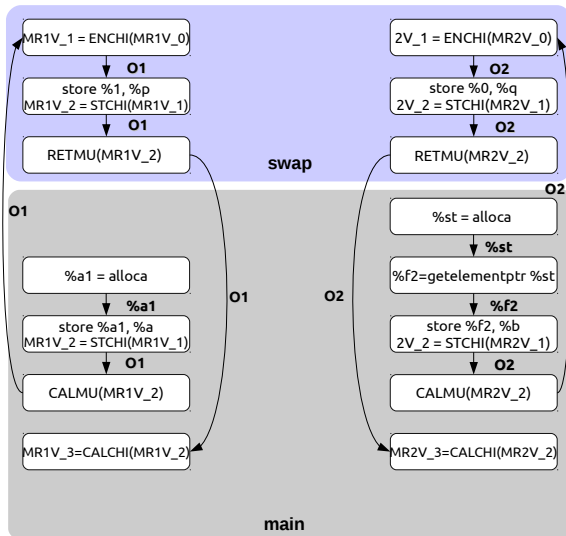 MR1V_1 = ENCHI(MR1V_0)
O1
store %1, %p
MR1V_2 = STCHI(MR1V_1)
O1
RETMU(MR1V_2)
2V_1 = ENCHI(MR2V_0)
O2
store %0, %q
2V_2 = STCHI(MR2V_1)
O2
RETMU(MR2V_2)
swap
O1
O2
%a1 = alloca
%a1
store %a1, %a
MR1V_2 = STCHI(MR1V_1)
O1
CALMU(MR1V_2)
MR1V_3=CALCHI(MR1V_2)
O1
O2
%st = alloca
%st
%f2=getelementptr %st
%f2
store %f2, %b
2V_2 = STCHI(MR2V_1)
O2
CALMU(MR2V_2)
MR2V_3=CALCHI(MR2V_2)
main